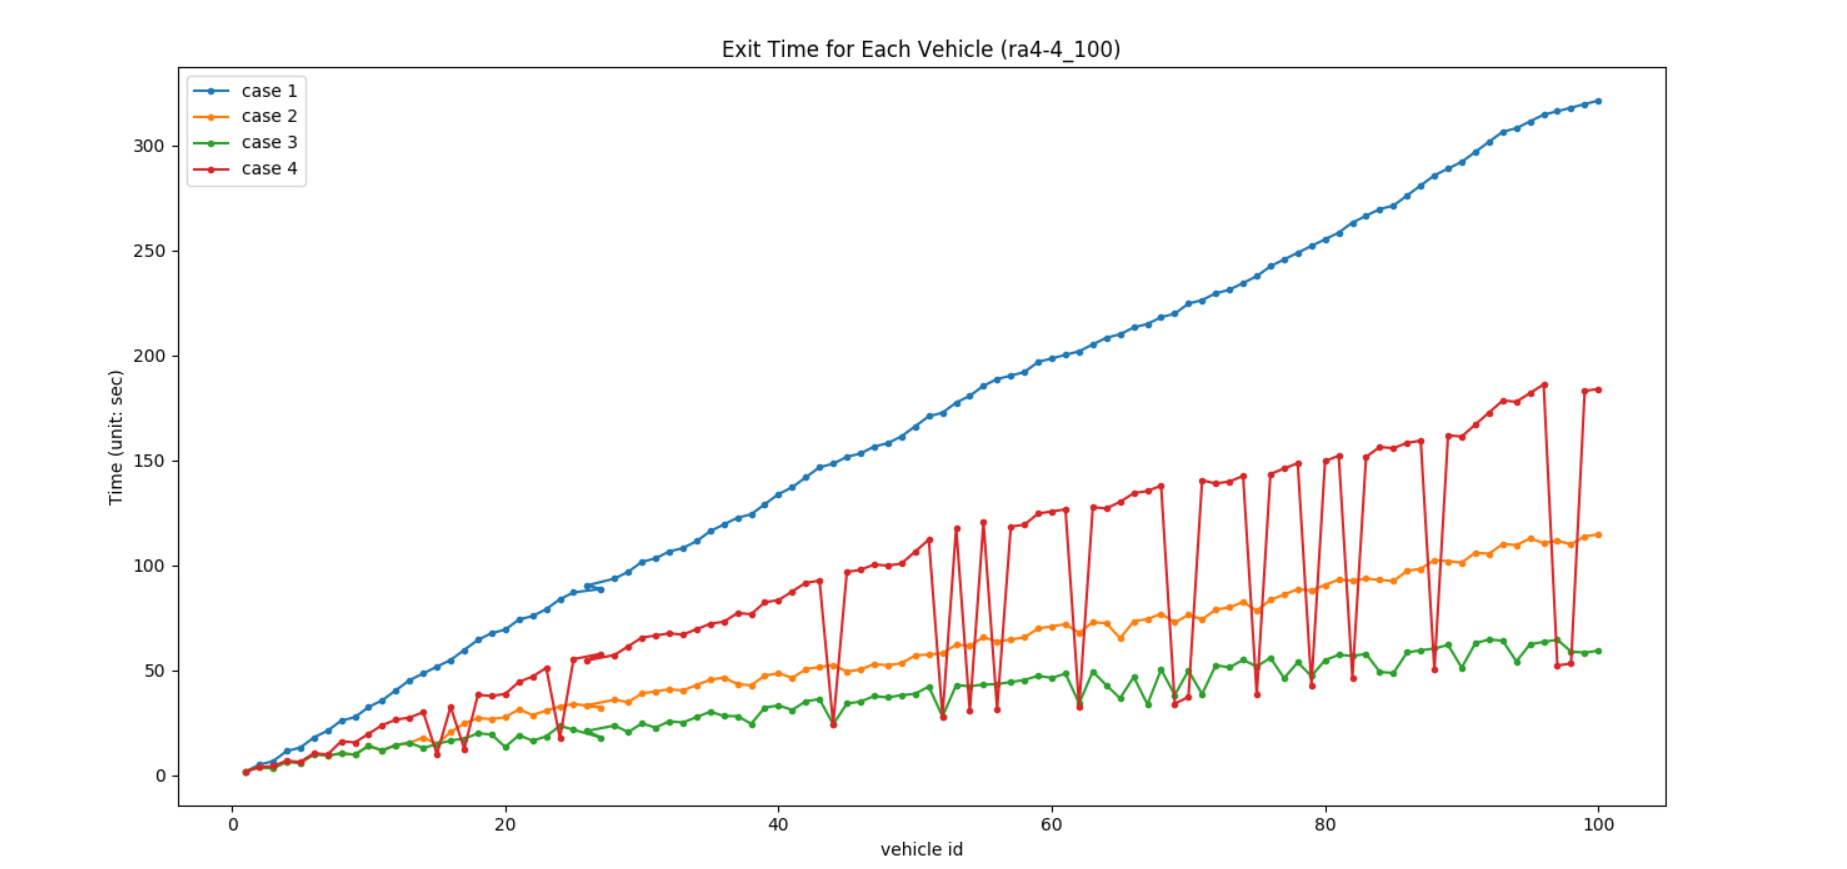 Exit Time for Each Vehicle (ra4-4_100)
case 1
case 2
case 3
case 4
300
250
200
150
100
50
0
Time (unit: sec)
0 20 40 60 80 100
vehicle id